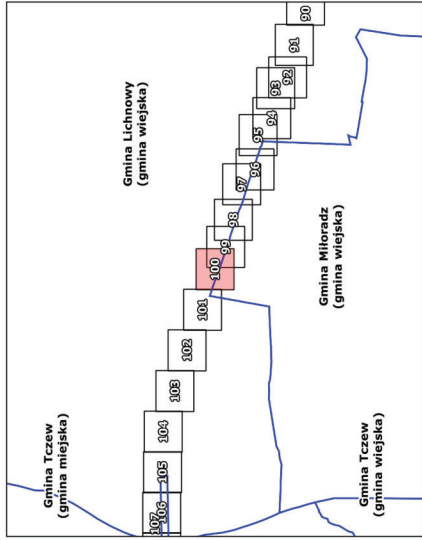 Gmina Tczew
(gmina miejska)
Gmina Lichnowy
(gmina wiejska)
Gmina Miłoradz
(gmina wiejska)
Gmina Tczew
(gmina wiejska)
107
106
105
104
103
102
101
100
99
98
97
96
95
94
93
92
91
90